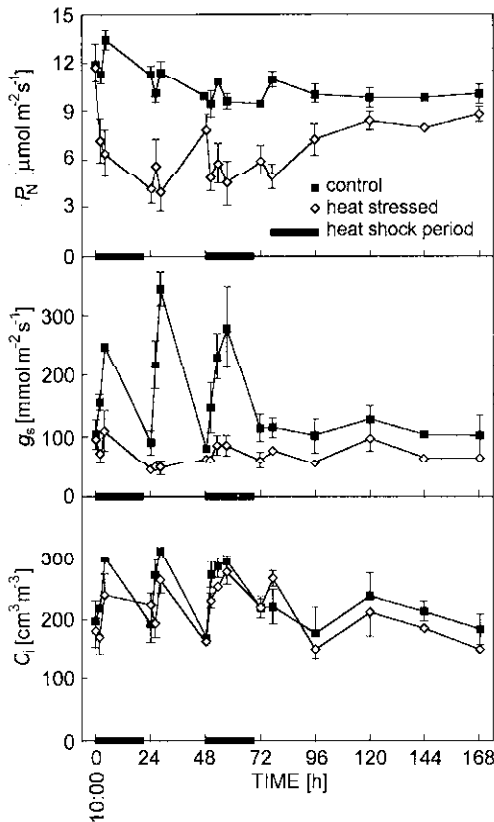 15
12
9
6
3
0
P_N μmol m⁻² s⁻¹
control
heat stressed
heat shock period
300
200
100
0
g_s [mmol m⁻² s⁻¹]
300
200
100
0
C_i [cm³ m⁻³]
0 24 48 72 96 120 144 168
10:00
TIME [h]